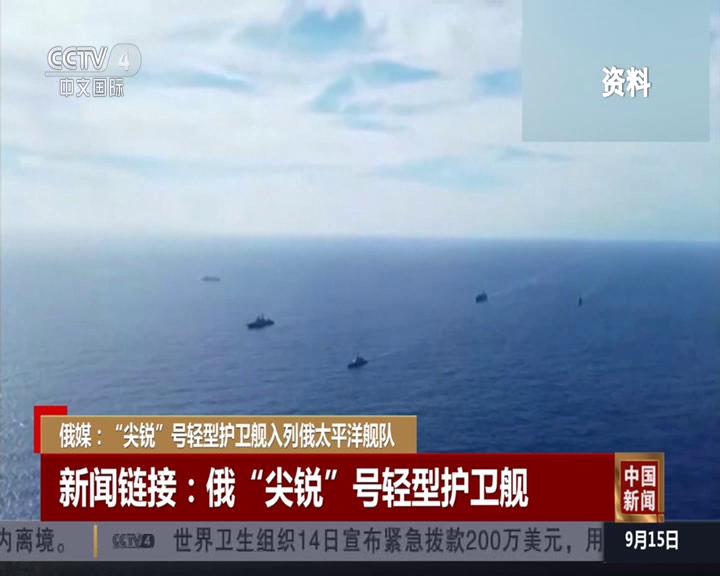 CCTV 4
中文国际
资料
俄媒：“尖锐”号轻型护卫舰入列俄太平洋舰队
新闻链接：俄“尖锐”号轻型护卫舰
中国
新闻
内离境。 CCTV4 世界卫生组织14日宣布紧急拨款200万美元，用
9月15日